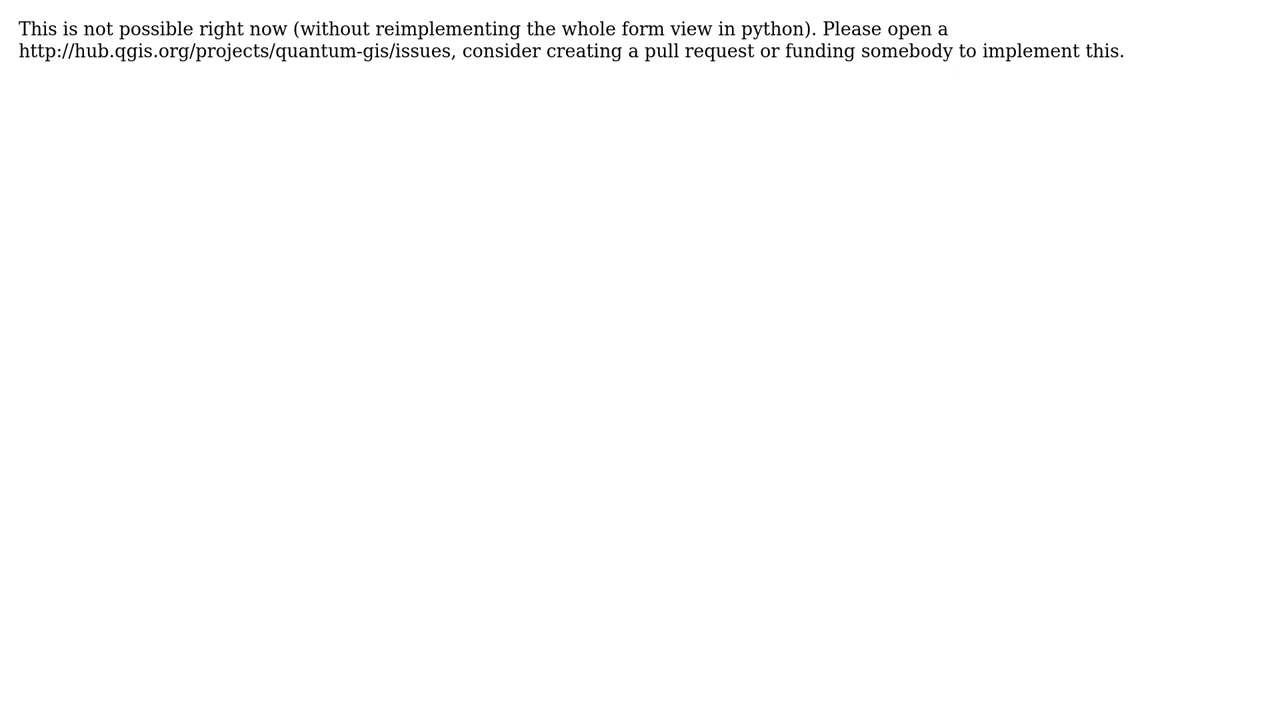 This is not possible right now (without reimplementing the whole form view in python). Please open a
http://hub.qgis.org/projects/quantum-gis/issues, consider creating a pull request or funding somebody to implement this.